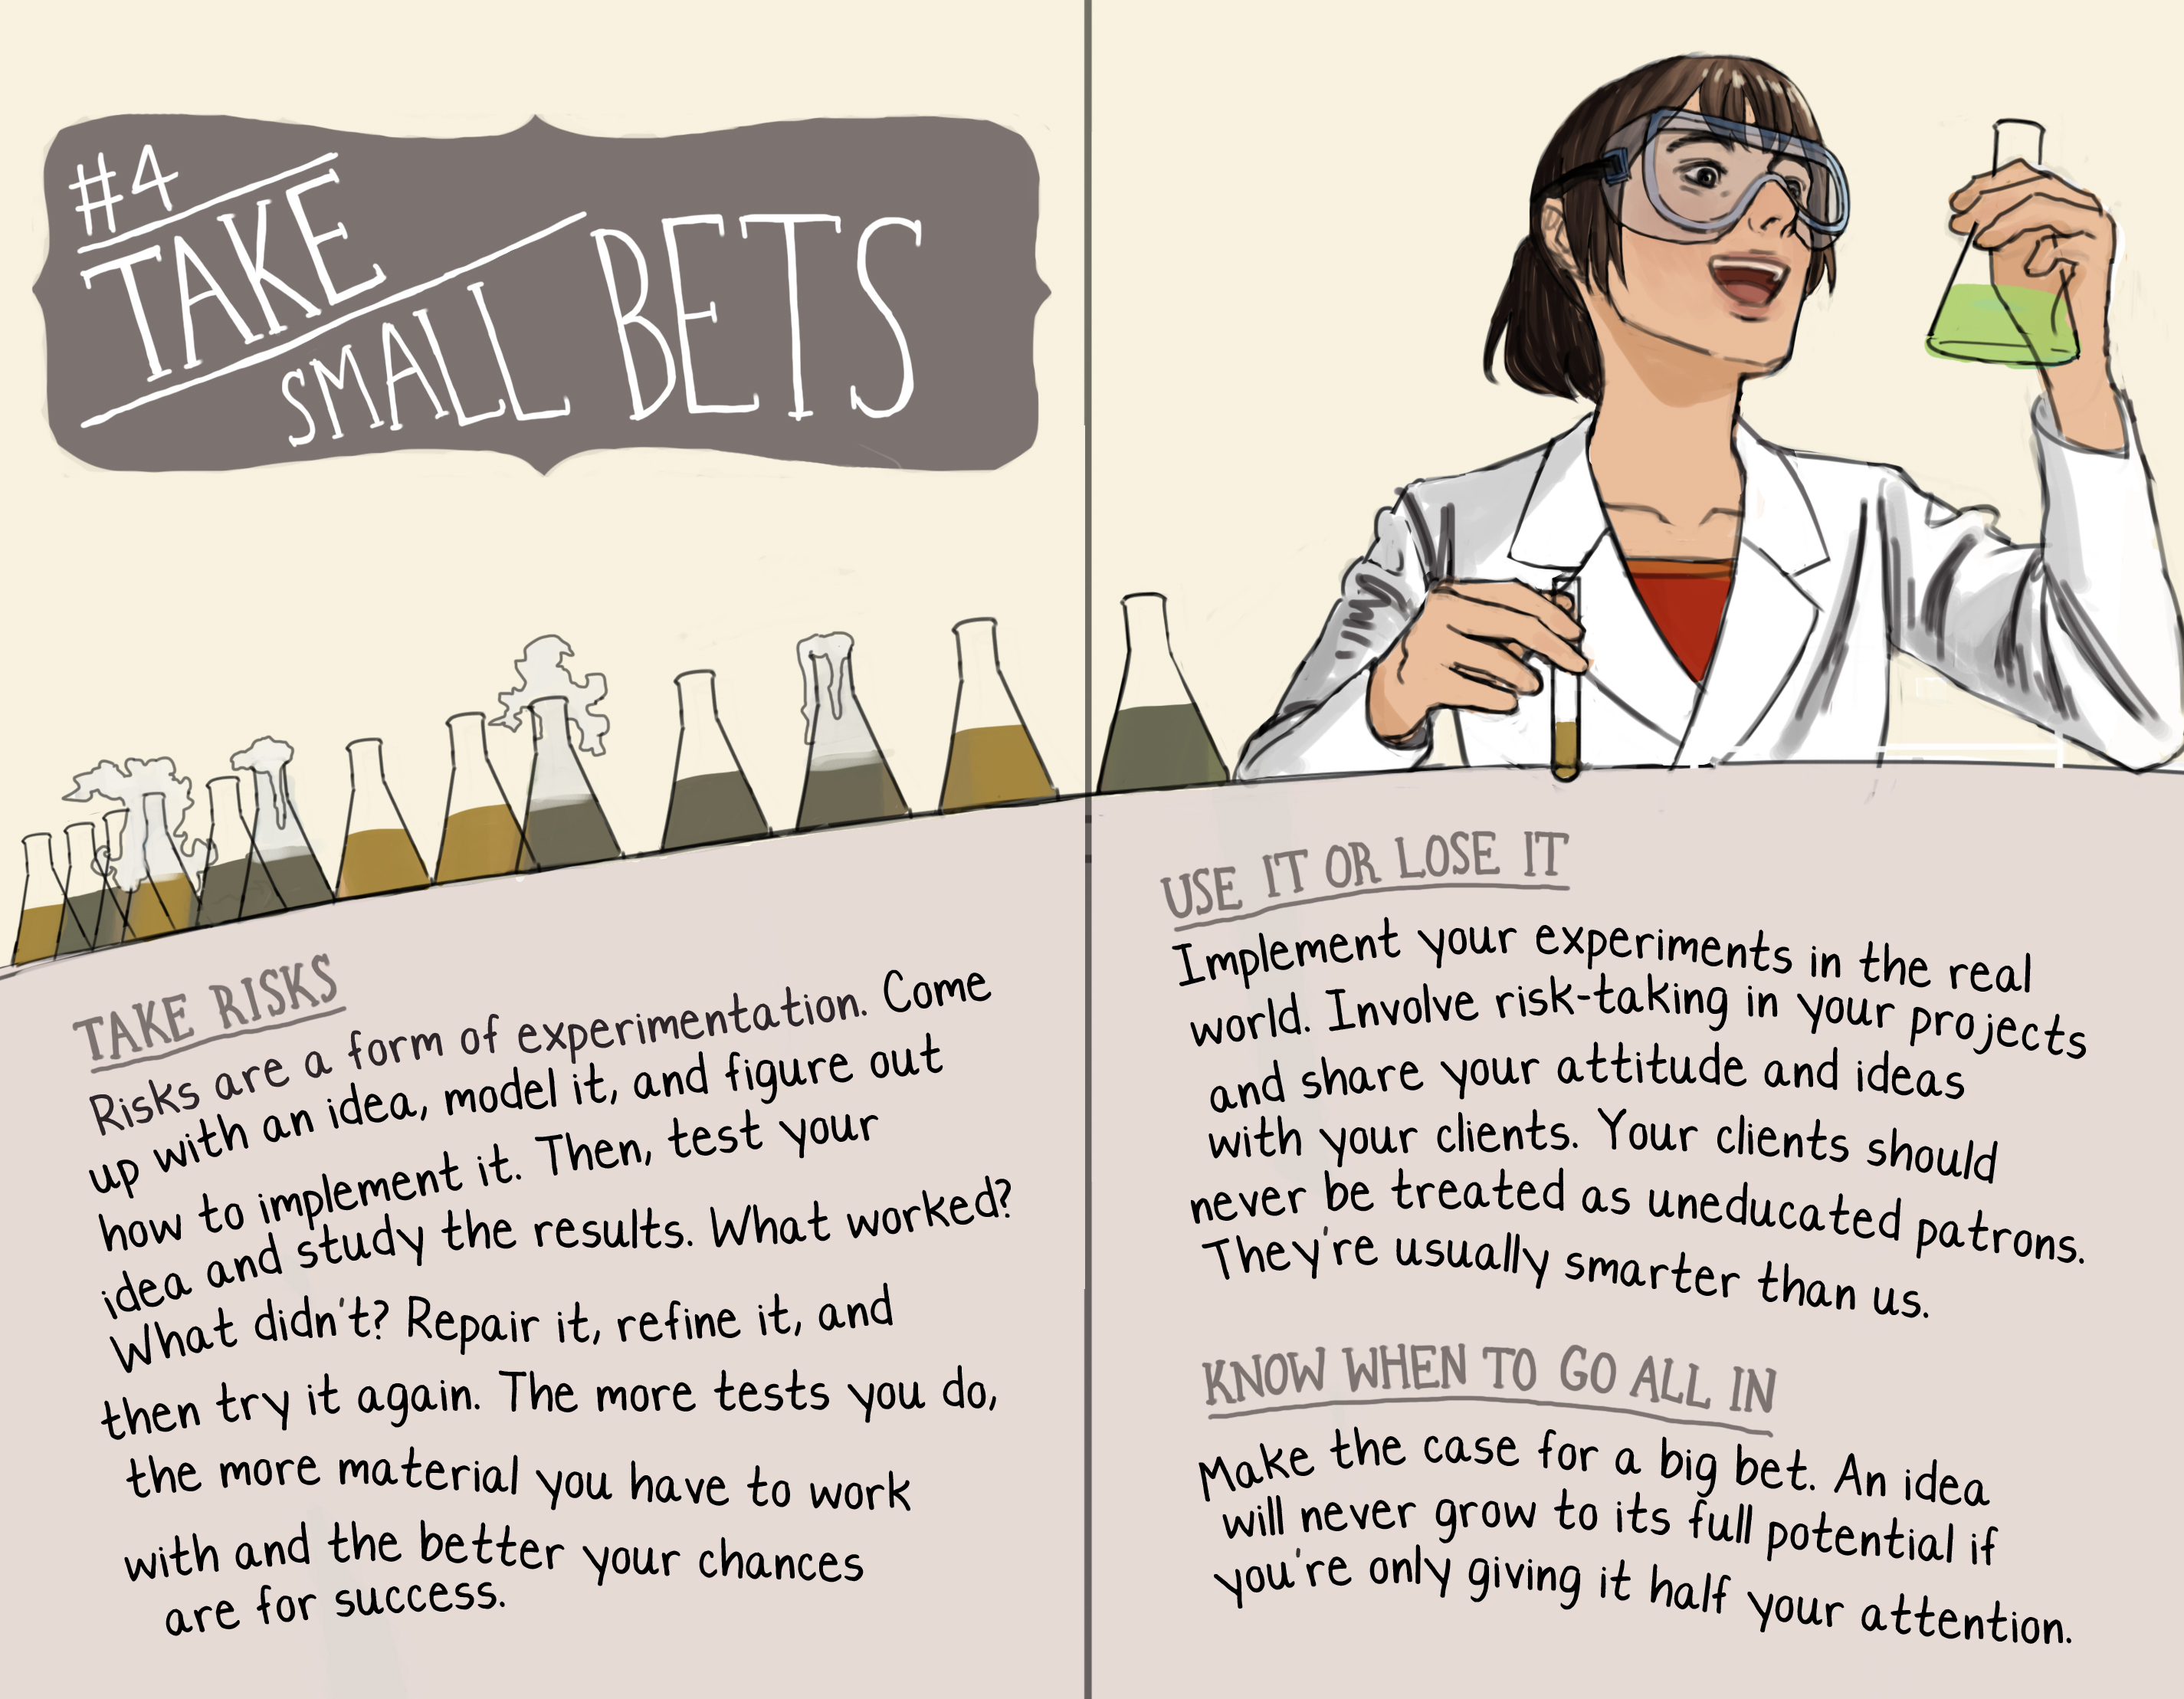 #4
TAKE
SMALL BETS
TAKE RISKS
Risks are a form of experimentation. Come
up with an idea, model it, and figure out
how to implement it. Then, test your
idea and study the results. What worked?
What didn't? Repair it, refine it, and
then try it again. The more tests you do,
the more material you have to work
with and the better your chances
are for success.
USE IT OR LOSE IT
Implement your experiments in the real
world. Involve risk-taking in your projects
and share your attitude and ideas
with your clients. Your clients should
never be treated as uneducated patrons.
They're usually smarter than us.
KNOW WHEN TO GO ALL IN
Make the case for a big bet. An idea
will never grow to its full potential if
you're only giving it half your attention.